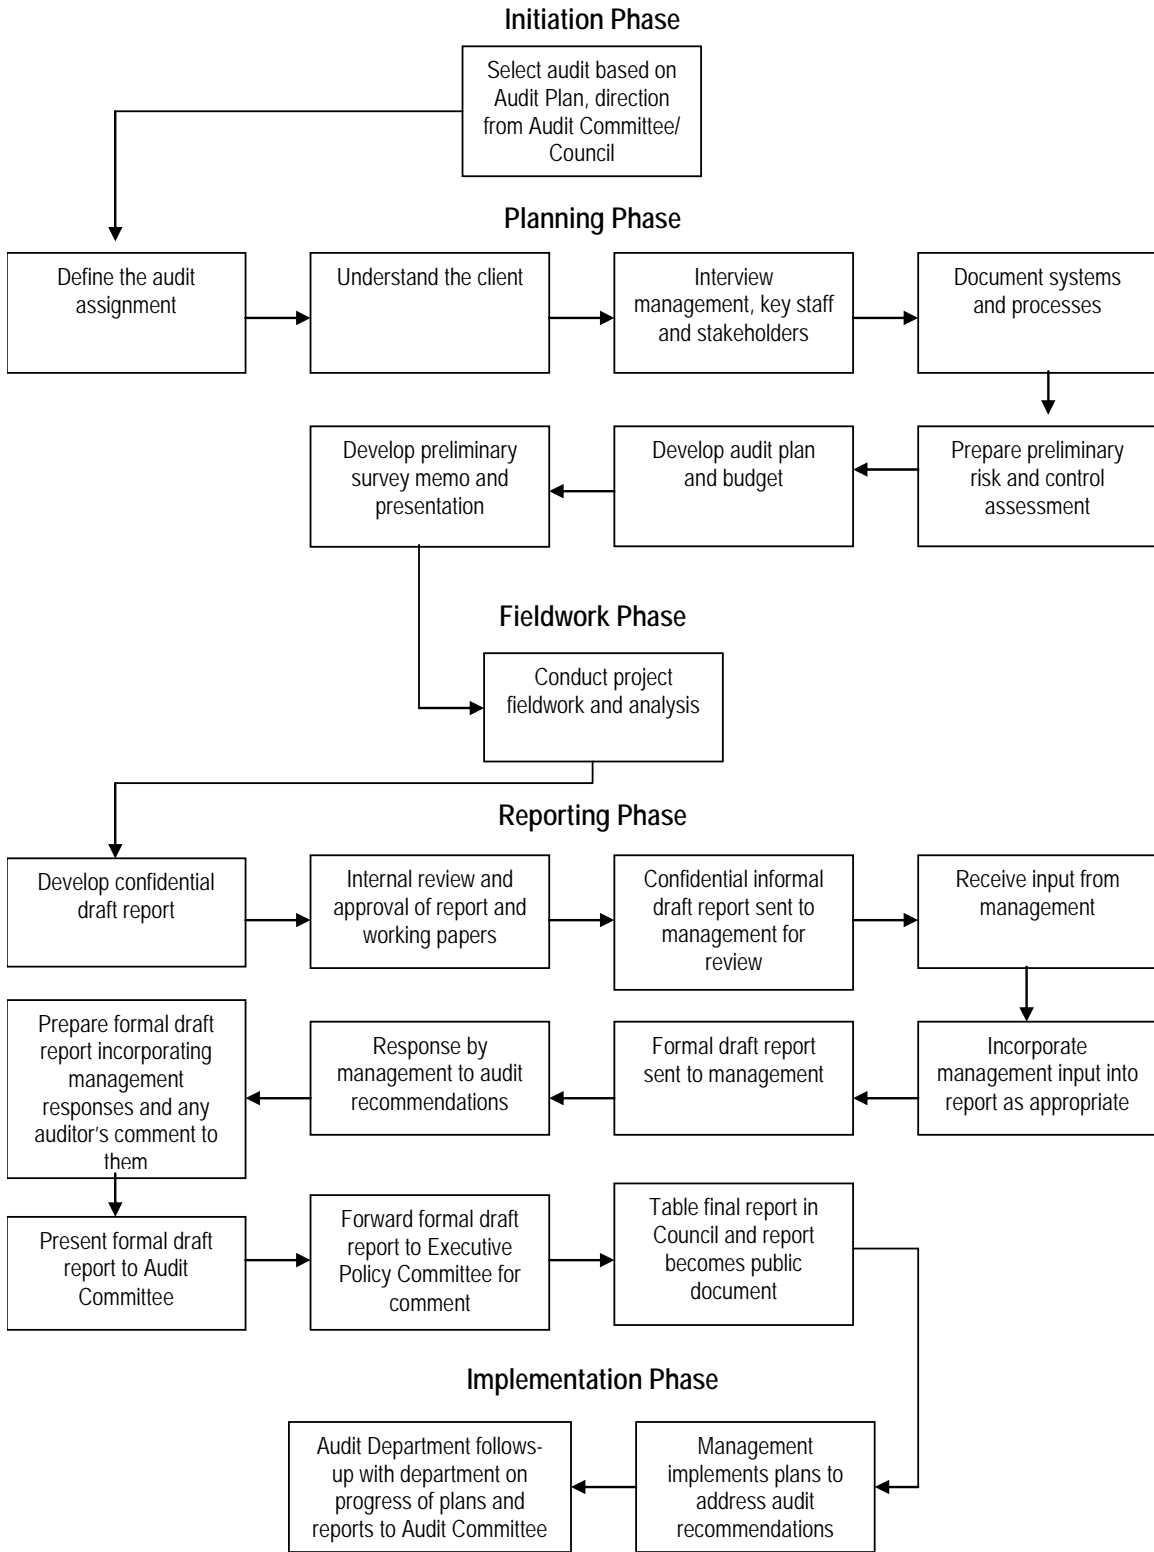 Initiation Phase
Select audit based on
Audit Plan, direction
from Audit Committee/
Council
Planning Phase
Define the audit
assignment
Understand the client
Interview
management, key staff
and stakeholders
Document systems
and processes
Prepare preliminary
risk and control
assessment
Develop audit plan
and budget
Develop preliminary
survey memo and
presentation
Fieldwork Phase
Conduct project
fieldwork and analysis
Reporting Phase
Develop confidential
draft report
Internal review and
approval of report and
working papers
Confidential informal
draft report sent to
management for
review
Receive input from
management
Incorporate
management input into
report as appropriate
Formal draft report
sent to management
Response by
management to audit
recommendations
Prepare formal draft
report incorporating
management
responses and any
auditor’s comment to
them
Present formal draft
report to Audit
Committee
Forward formal draft
report to Executive
Policy Committee for
comment
Table final report in
Council and report
becomes public
document
Implementation Phase
Management
implements plans to
address audit
recommendations
Audit Department follows-
up with department on
progress of plans and
reports to Audit Committee